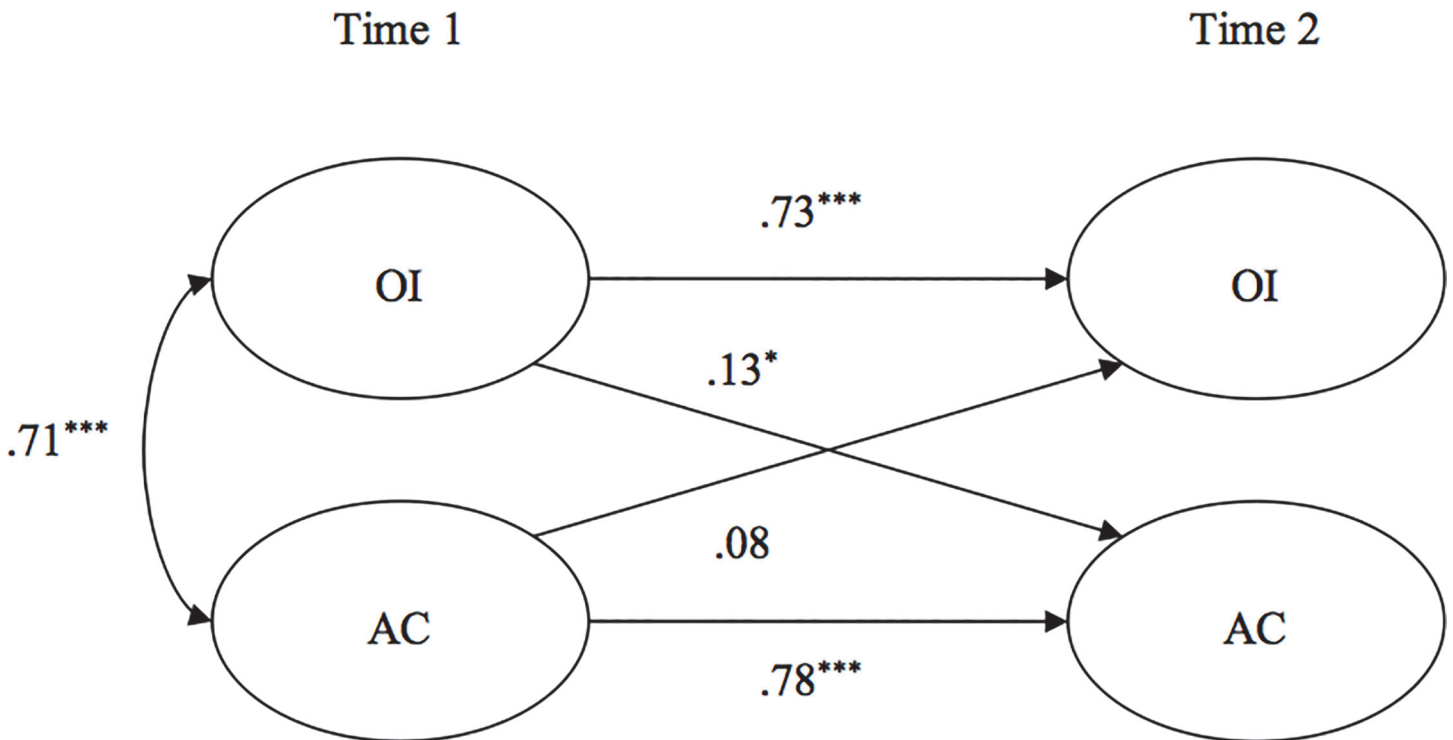 Time 1
Time 2
.73***
OI
OI
.13*
.71***
.08
AC
AC
.78***